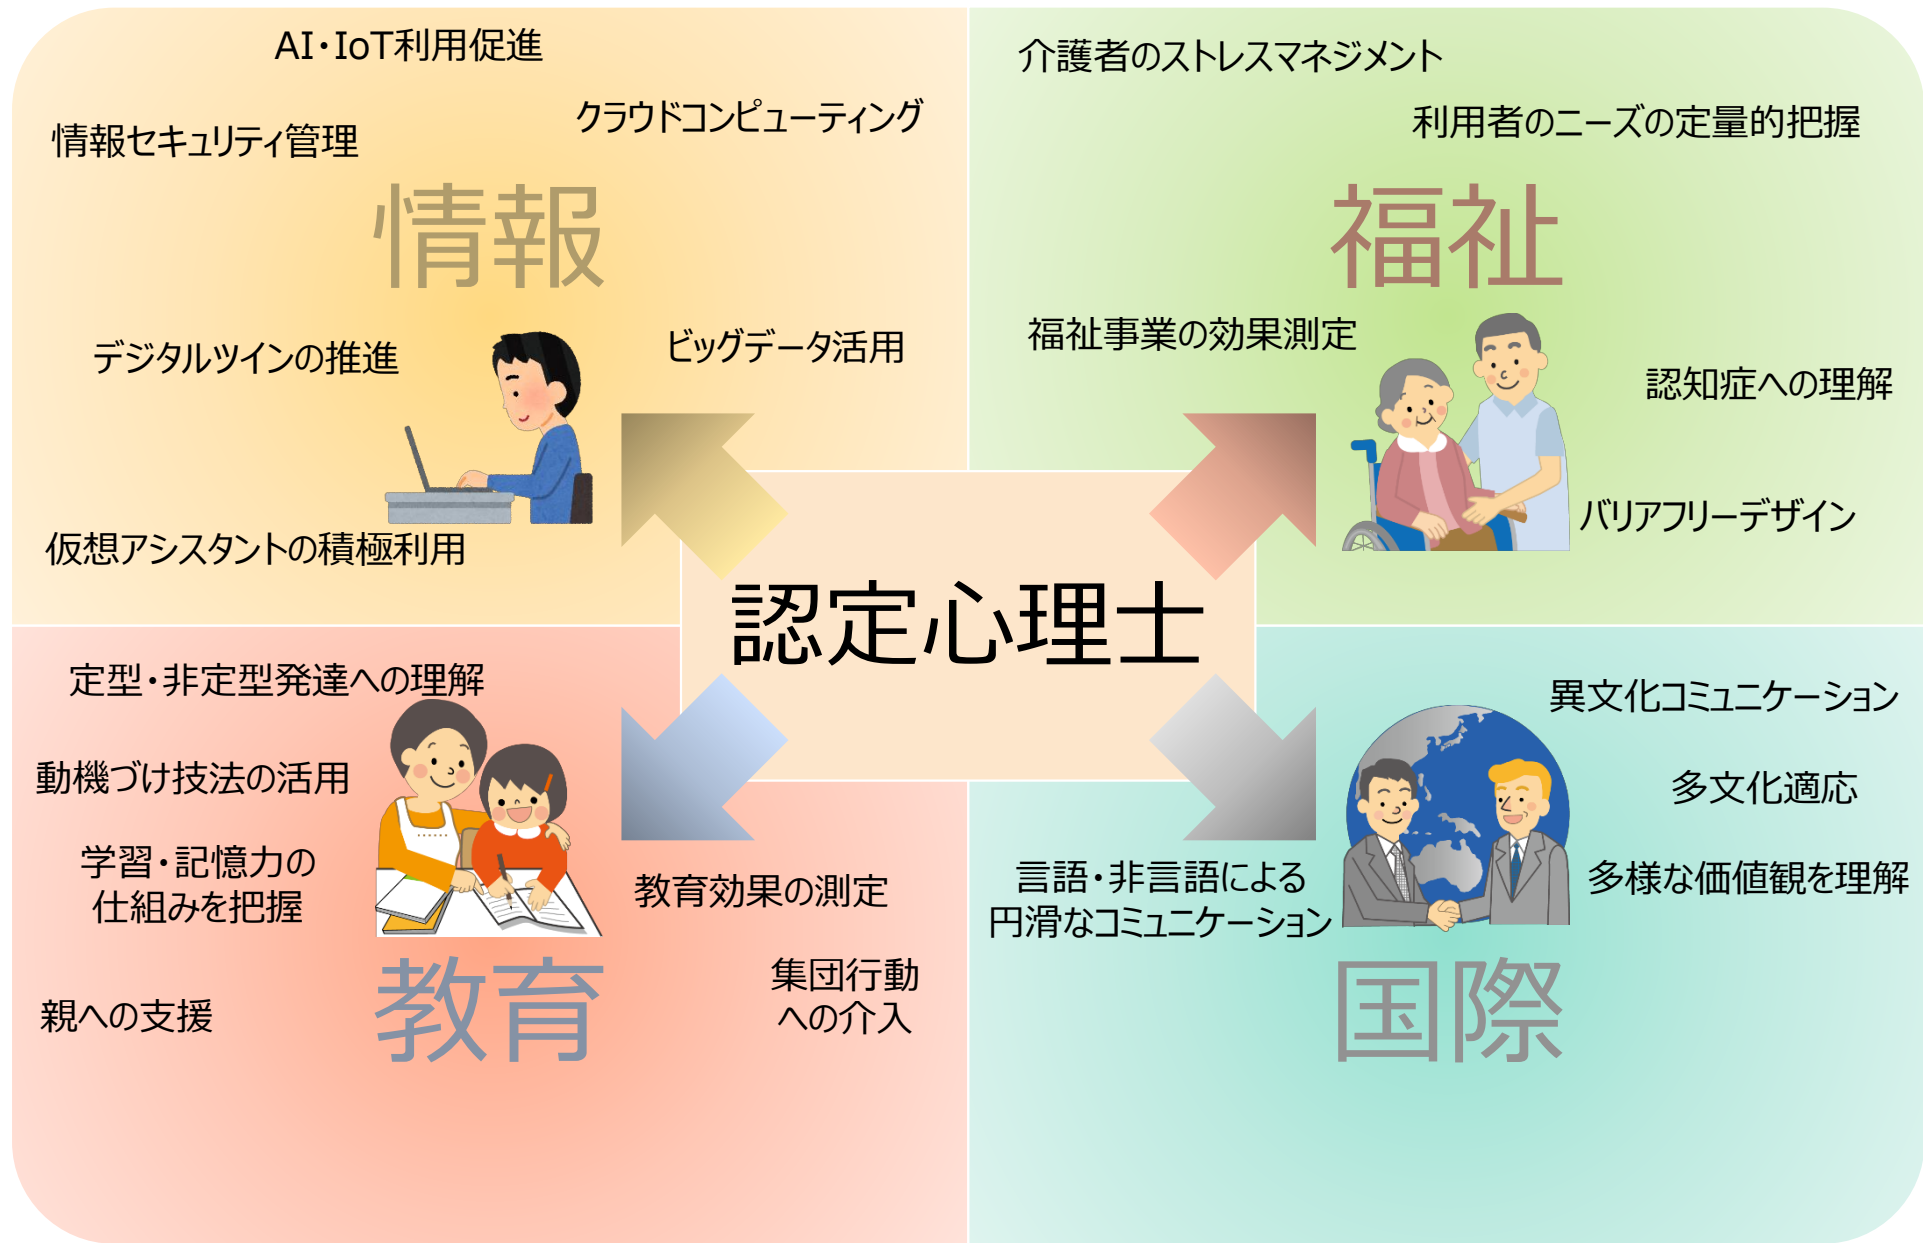 AI・IoT利用促進
クラウドコンピューティング
情報セキュリティ管理
情報
デジタルツインの推進
ビッグデータ活用
仮想アシスタントの積極利用
介護者のストレスマネジメント
利用者のニーズの定量的把握
福祉
福祉事業の効果測定
認知症への理解
バリアフリーデザイン
認定心理士
定型・非定型発達への理解
動機づけ技法の活用
学習・記憶力の
仕組みを把握
教育効果の測定
集団行動
への介入
親への支援
教育
異文化コミュニケーション
多文化適応
多様な価値観を理解
言語・非言語による
円滑なコミュニケーション
国際